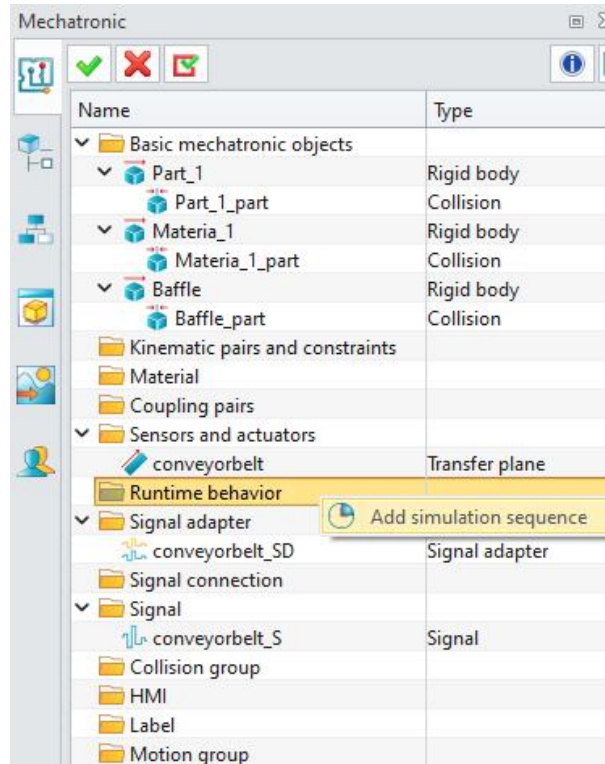 Mechatronic
Name Type
Basic mechatronic objects
Part_1 Rigid body
Part_1_part Collision
Materia_1 Rigid body
Materia_1_part Collision
Baffle Rigid body
Baffle_part Collision
Kinematic pairs and constraints
Material
Coupling pairs
Sensors and actuators
conveyorbelt Transfer plane
Runtime behavior
Add simulation sequence
Signal adapter
conveyorbelt_SD Signal adapter
Signal connection
Signal
conveyorbelt_S Signal
Collision group
HMI
Label
Motion group